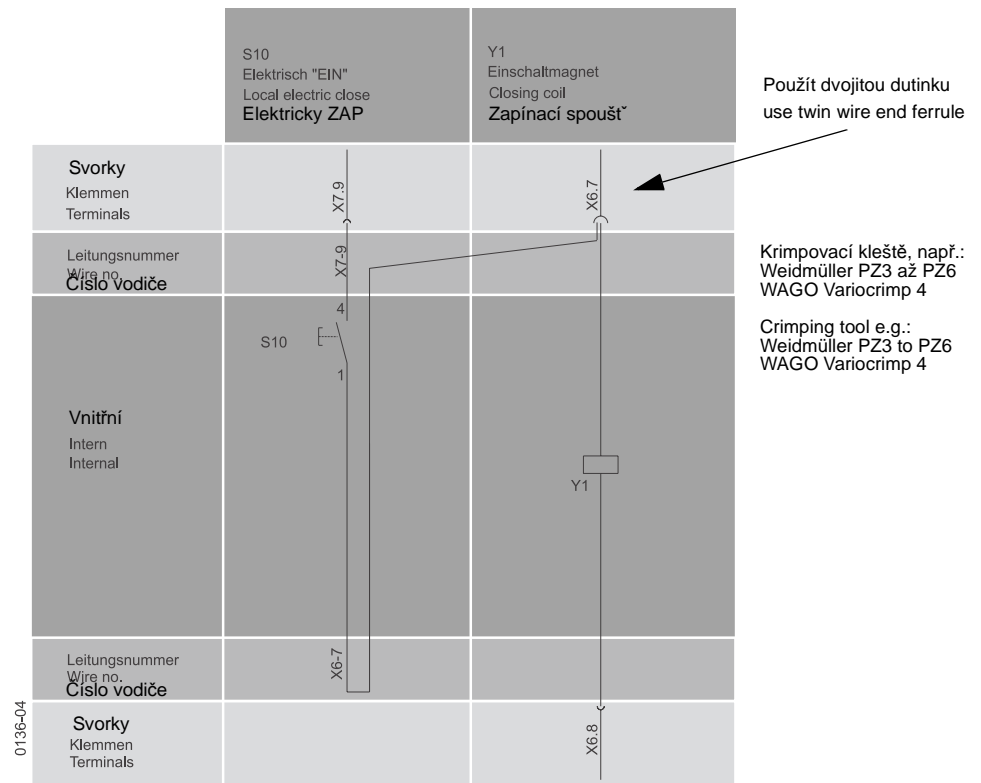 S10
Elektrisch "EIN"
Local electric close
Elektricky ZAP
Y1
Einschaltmagnet
Closing coil
Zapínací spouštˇ
Použít dvojitou dutinku
use twin wire end ferrule
Svorky
Klemmen
Terminals
X7.9
X6.7
Leitungsnummer
Wire no.
Číslo vodiče
X7-9
Krimpovací kleště, např.:
Weidmüller PZ3 až PZ6
WAGO Variocrimp 4
Crimping tool e.g.:
Weidmüller PZ3 to PZ6
WAGO Variocrimp 4
4
S10
1
Vnitřní
Intern
Internal
Y1
Leitungsnummer
Wire no.
Číslo vodiče
X6-7
Svorky
Klemmen
Terminals
X6.8
0136-04